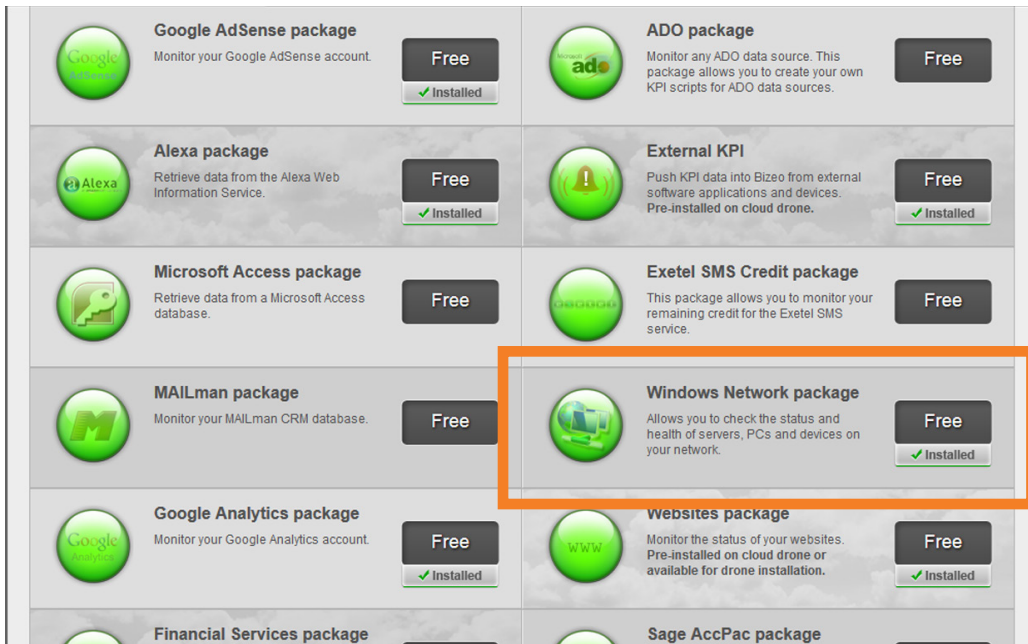 Google AdSense package
Monitor your Google AdSense account.
Google
AdSense
Free
Installed
ADO package
Monitor any ADO data source. This
package allows you to create your own
KPI scripts for ADO data sources.
Microsoft
ado
Free
Alexa package
Retrieve data from the Alexa Web
Information Service.
a Alexa
Free
Installed
External KPI
Push KPI data into Bizeo from external
software applications and devices.
Pre-installed on cloud drone.
Free
Installed
Microsoft Access package
Retrieve data from a Microsoft Access
database.
Free
Exetel SMS Credit package
This package allows you to monitor your
remaining credit for the Exetel SMS
service.
Free
MAILman package
Monitor your MAILman CRM database.
M
Free
Windows Network package
Allows you to check the status and
health of servers, PCs and devices on
your network.
Free
Installed
Google Analytics package
Monitor your Google Analytics account.
Google
Analytics
Free
Installed
Websites package
Monitor the status of your websites.
Pre-installed on cloud drone or
available for drone installation.
WWW
Free
Installed
Financial Services package
Sage AccPac package